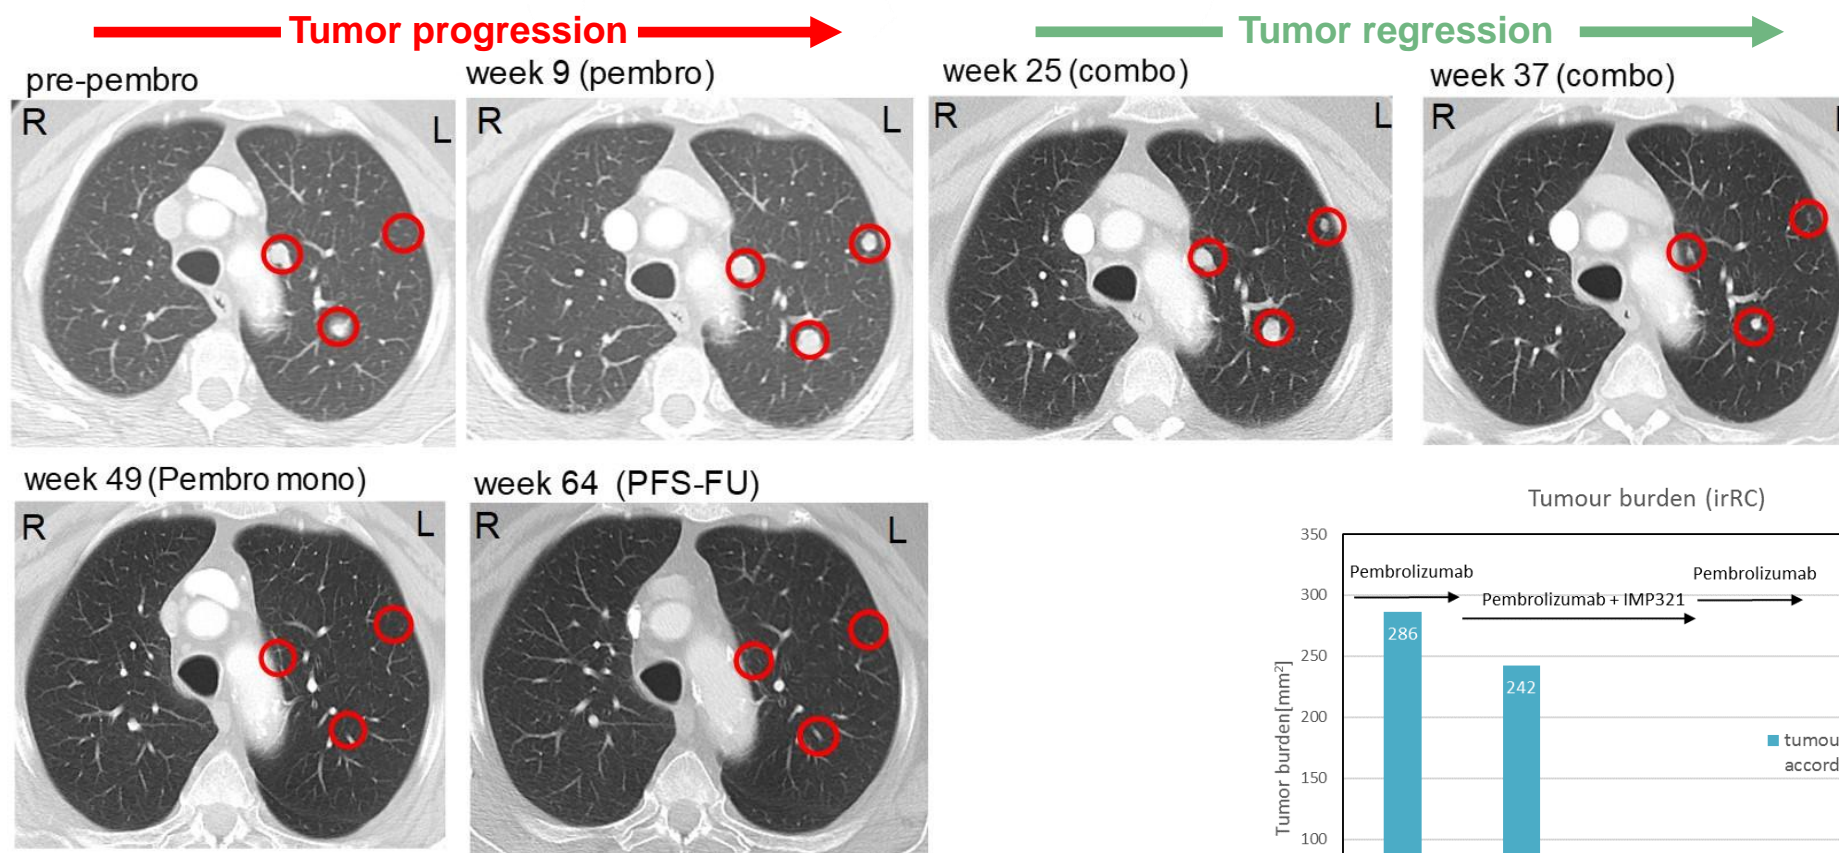 Tumor progression
Tumor regression
pre-pembro
week 9 (pembro)
week 25 (combo)
week 37 (combo)
R
L
R
L
R
L
R
week 49 (Pembro mono)
week 64 (PFS-FU)
R
L
R
L
Tumour burden (irRC)
Tumor burden[mm²]
350
300
250
200
150
100
Pembrolizumab
Pembrolizumab + IMP321
Pembrolizumab
286
242
tumou
accord